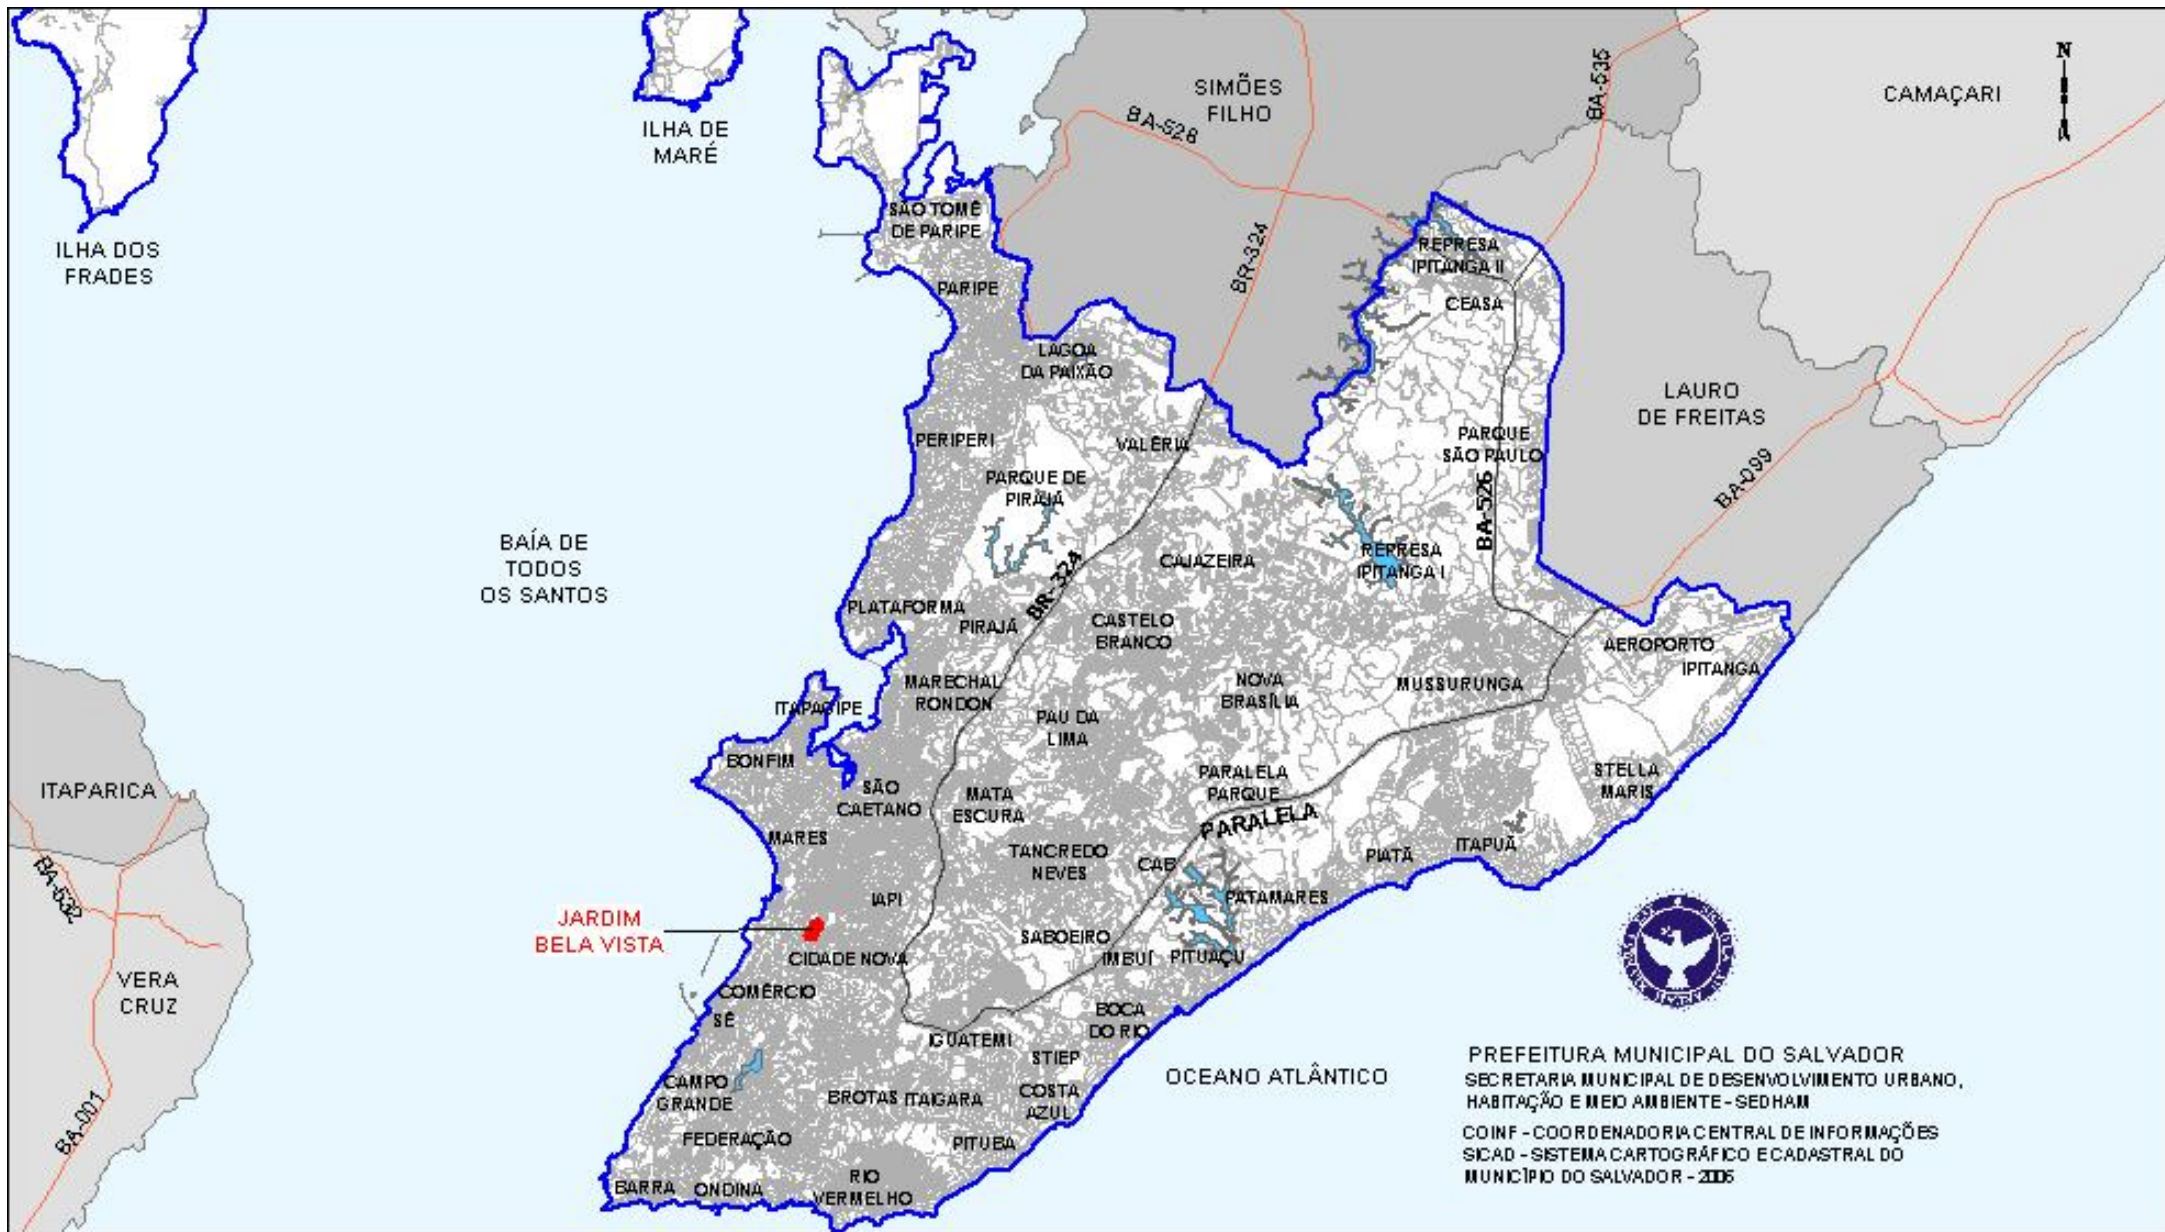 N
SIMÕES
FILHO
CAMAÇARI
BA-535
BA-526
ILHA DE
MARÉ
SÃO TOMÉ
DE PARIPE
ILHA DOS
FRADES
BR-324
REPRESA
IPITANGA II
PARIPE
CEASA
LAGOA
DA PAIXÃO
LAURO
DE FREITAS
PERIPERI
VALÉRIA
PARQUE
SÃO PAULO
PARQUE DE
PIRAJÁ
BA-099
BA-526
BAÍA DE
TODOS
OS SANTOS
CAJAZEIRA
REPRESA
IPITANGA I
BR-324
PLATAFORMA
PIRAJÁ
CASTELO
BRANCO
AEROPORTO
IPITANGA
MARECHAL
RONDON
NOVA
BRASÍLIA
MUSSURUNGA
ITAPAGIPE
PAU DA
LIMA
BONFIM
PARALELA
PARQUE
STELLA
MARIS
ITAPARICA
SÃO
CAETANO
MATA
ESCURA
PARALELA
MARES
TANCREDO
NEVES
CAB
PIATÃ
ITAPUÃ
BA-532
IAPI
PATAMARES
JARDIM
BELA VISTA
SABOEIRO
CIDADE NOVA
IMBUÍ
PITUAÇU
VERA
CRUZ
COMÉRCIO
SÉ
BOCA
DO RIO
IGUATEMI
STIEP
OCEANO ATLÂNTICO
CAMPO
GRANDE
BROTAS
ITAIGARA
COSTA
AZUL
BA-001
FEDERAÇÃO
PITUBA
BARRA
ONDINA
RIO
VERMELHO
PREFEITURA MUNICIPAL DO SALVADOR
SECRETARIA MUNICIPAL DE DESENVOLVIMENTO URBANO,
HABITAÇÃO E MEIO AMBIENTE - SEDHAM
COINF - COORDENADORIA CENTRAL DE INFORMAÇÕES
SICAD - SISTEMA CARTOGRÁFICO E CADASTRAL DO
MUNICÍPIO DO SALVADOR - 2006